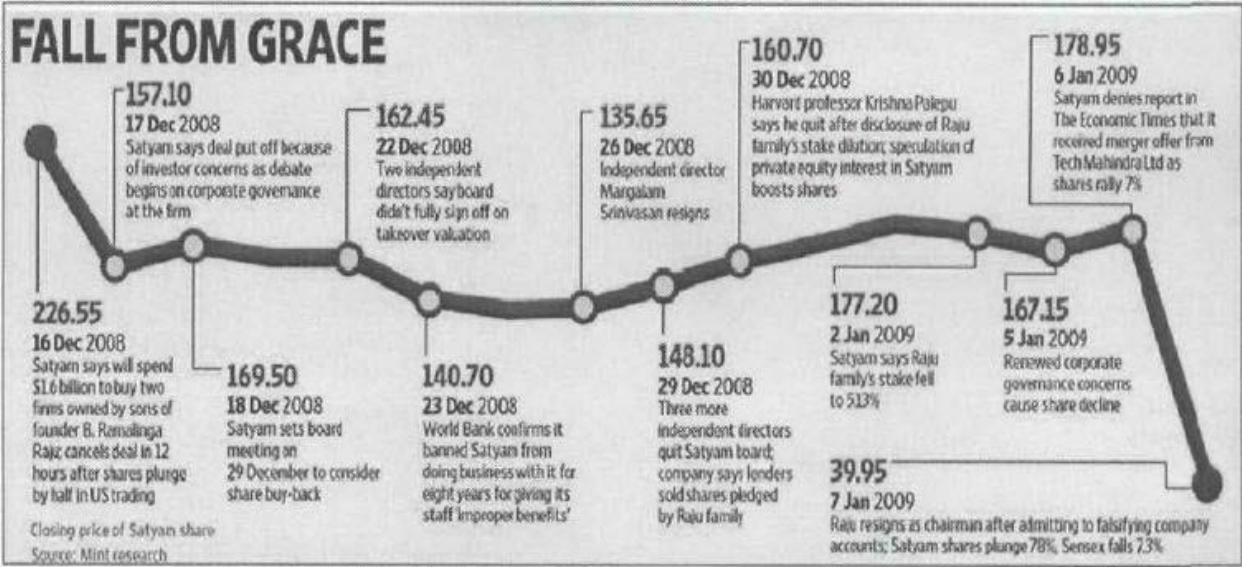 FALL FROM GRACE
157.10
17 Dec 2008
Satyam says deal put off because
of investor concerns as debate
begins on corporate governance
at the firm
162.45
22 Dec 2008
Two independent
directors say board
didn't fully sign off on
takeover valuation
135.65
26 Dec 2008
Independent director
Mangalam
Srinivasan resigns
160.70
30 Dec 2008
Harvard professor Krishna Palepu
says he quit after disclosure of Raju
family's stake dilution; speculation of
private equity interest in Satyam
boosts shares
178.95
6 Jan 2009
Satyam denies report in
The Economic Times that it
received merger offer from
Tech Mahindra Ltd as
shares rally 7%
226.55
16 Dec 2008
Satyam says will spend
$1.6 billion to buy two
firms owned by sons of
founder B. Ramalinga
Raju; cancels deal in 12
hours after shares plunge
by half in US trading
169.50
18 Dec 2008
Satyam sets board
meeting on
29 December to consider
share buy-back
140.70
23 Dec 2008
World Bank confirms it
banned Satyam from
doing business with it for
eight years for giving its
staff 'improper benefits'
148.10
29 Dec 2008
Three more
independent directors
quit Satyam board;
company says lenders
sold shares pledged
by Raju family
177.20
2 Jan 2009
Satyam says Raju
family's stake fell
to 5.13%
167.15
5 Jan 2009
Renewed corporate
governance concerns
cause share decline
39.95
7 Jan 2009
Raju resigns as chairman after admitting to falsifying company
accounts; Satyam shares plunge 78%, Sensex falls 7.3%
Closing price of Satyam share
Source: Mint research